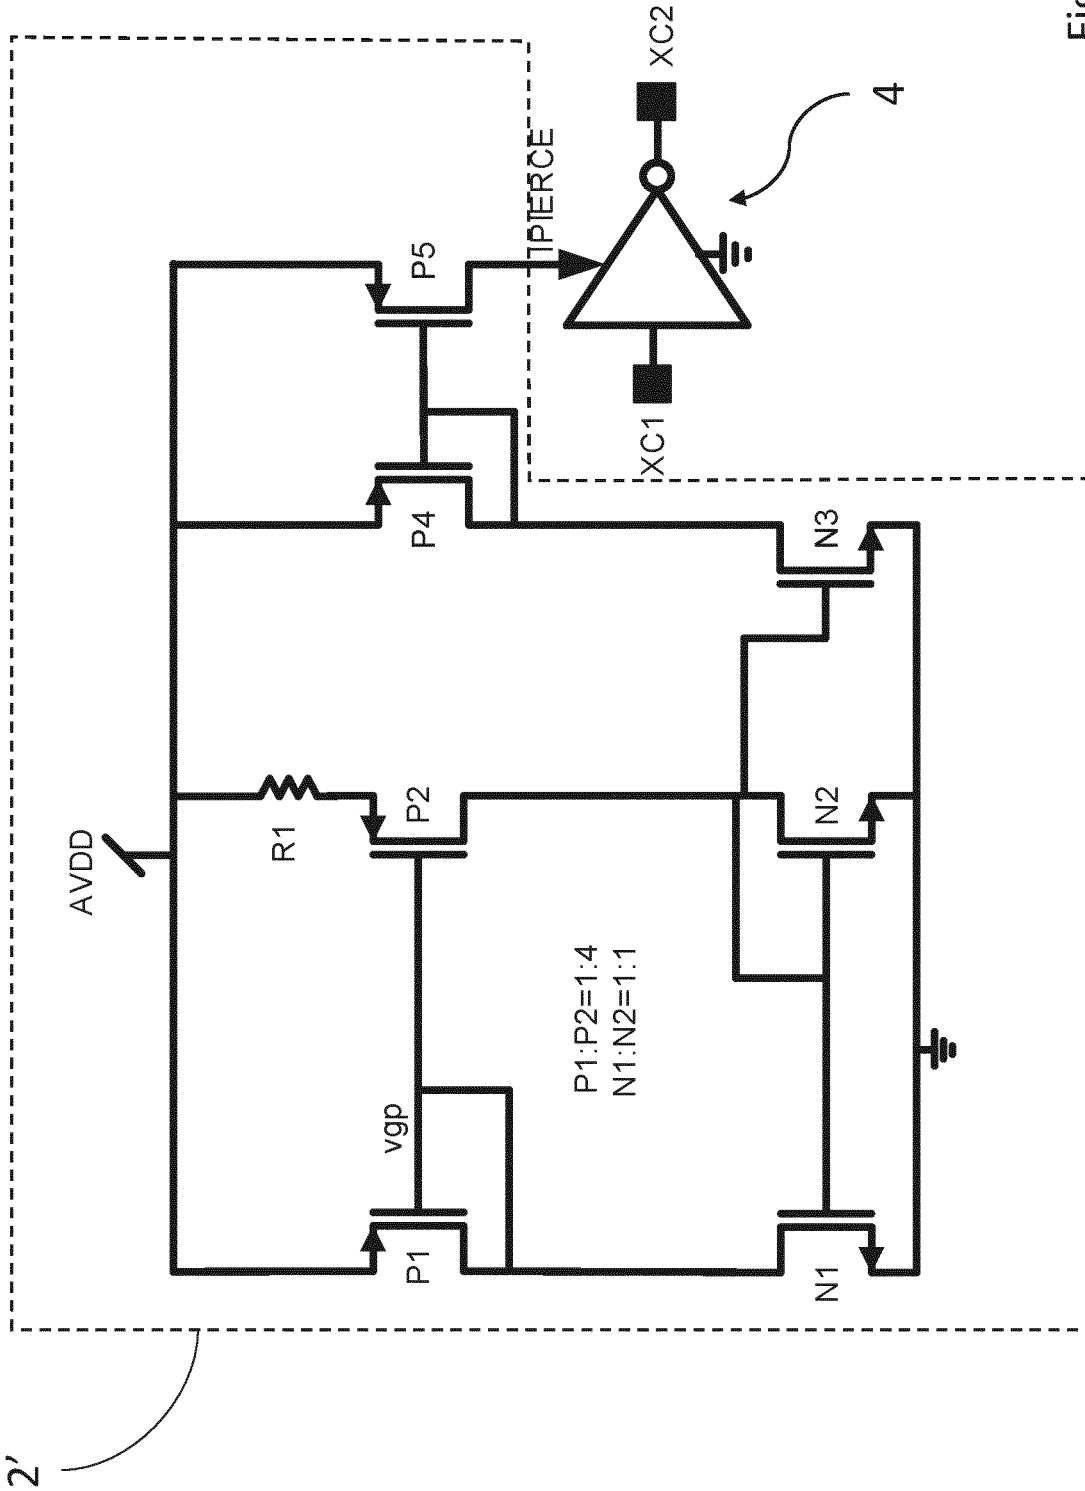 2'
AVDD
R1
vgp
P1
P2
P4
P5
P1:P2=1:4
N1:N2=1:1
N1
N2
N3
IPIERCE
XC1
XC2
4